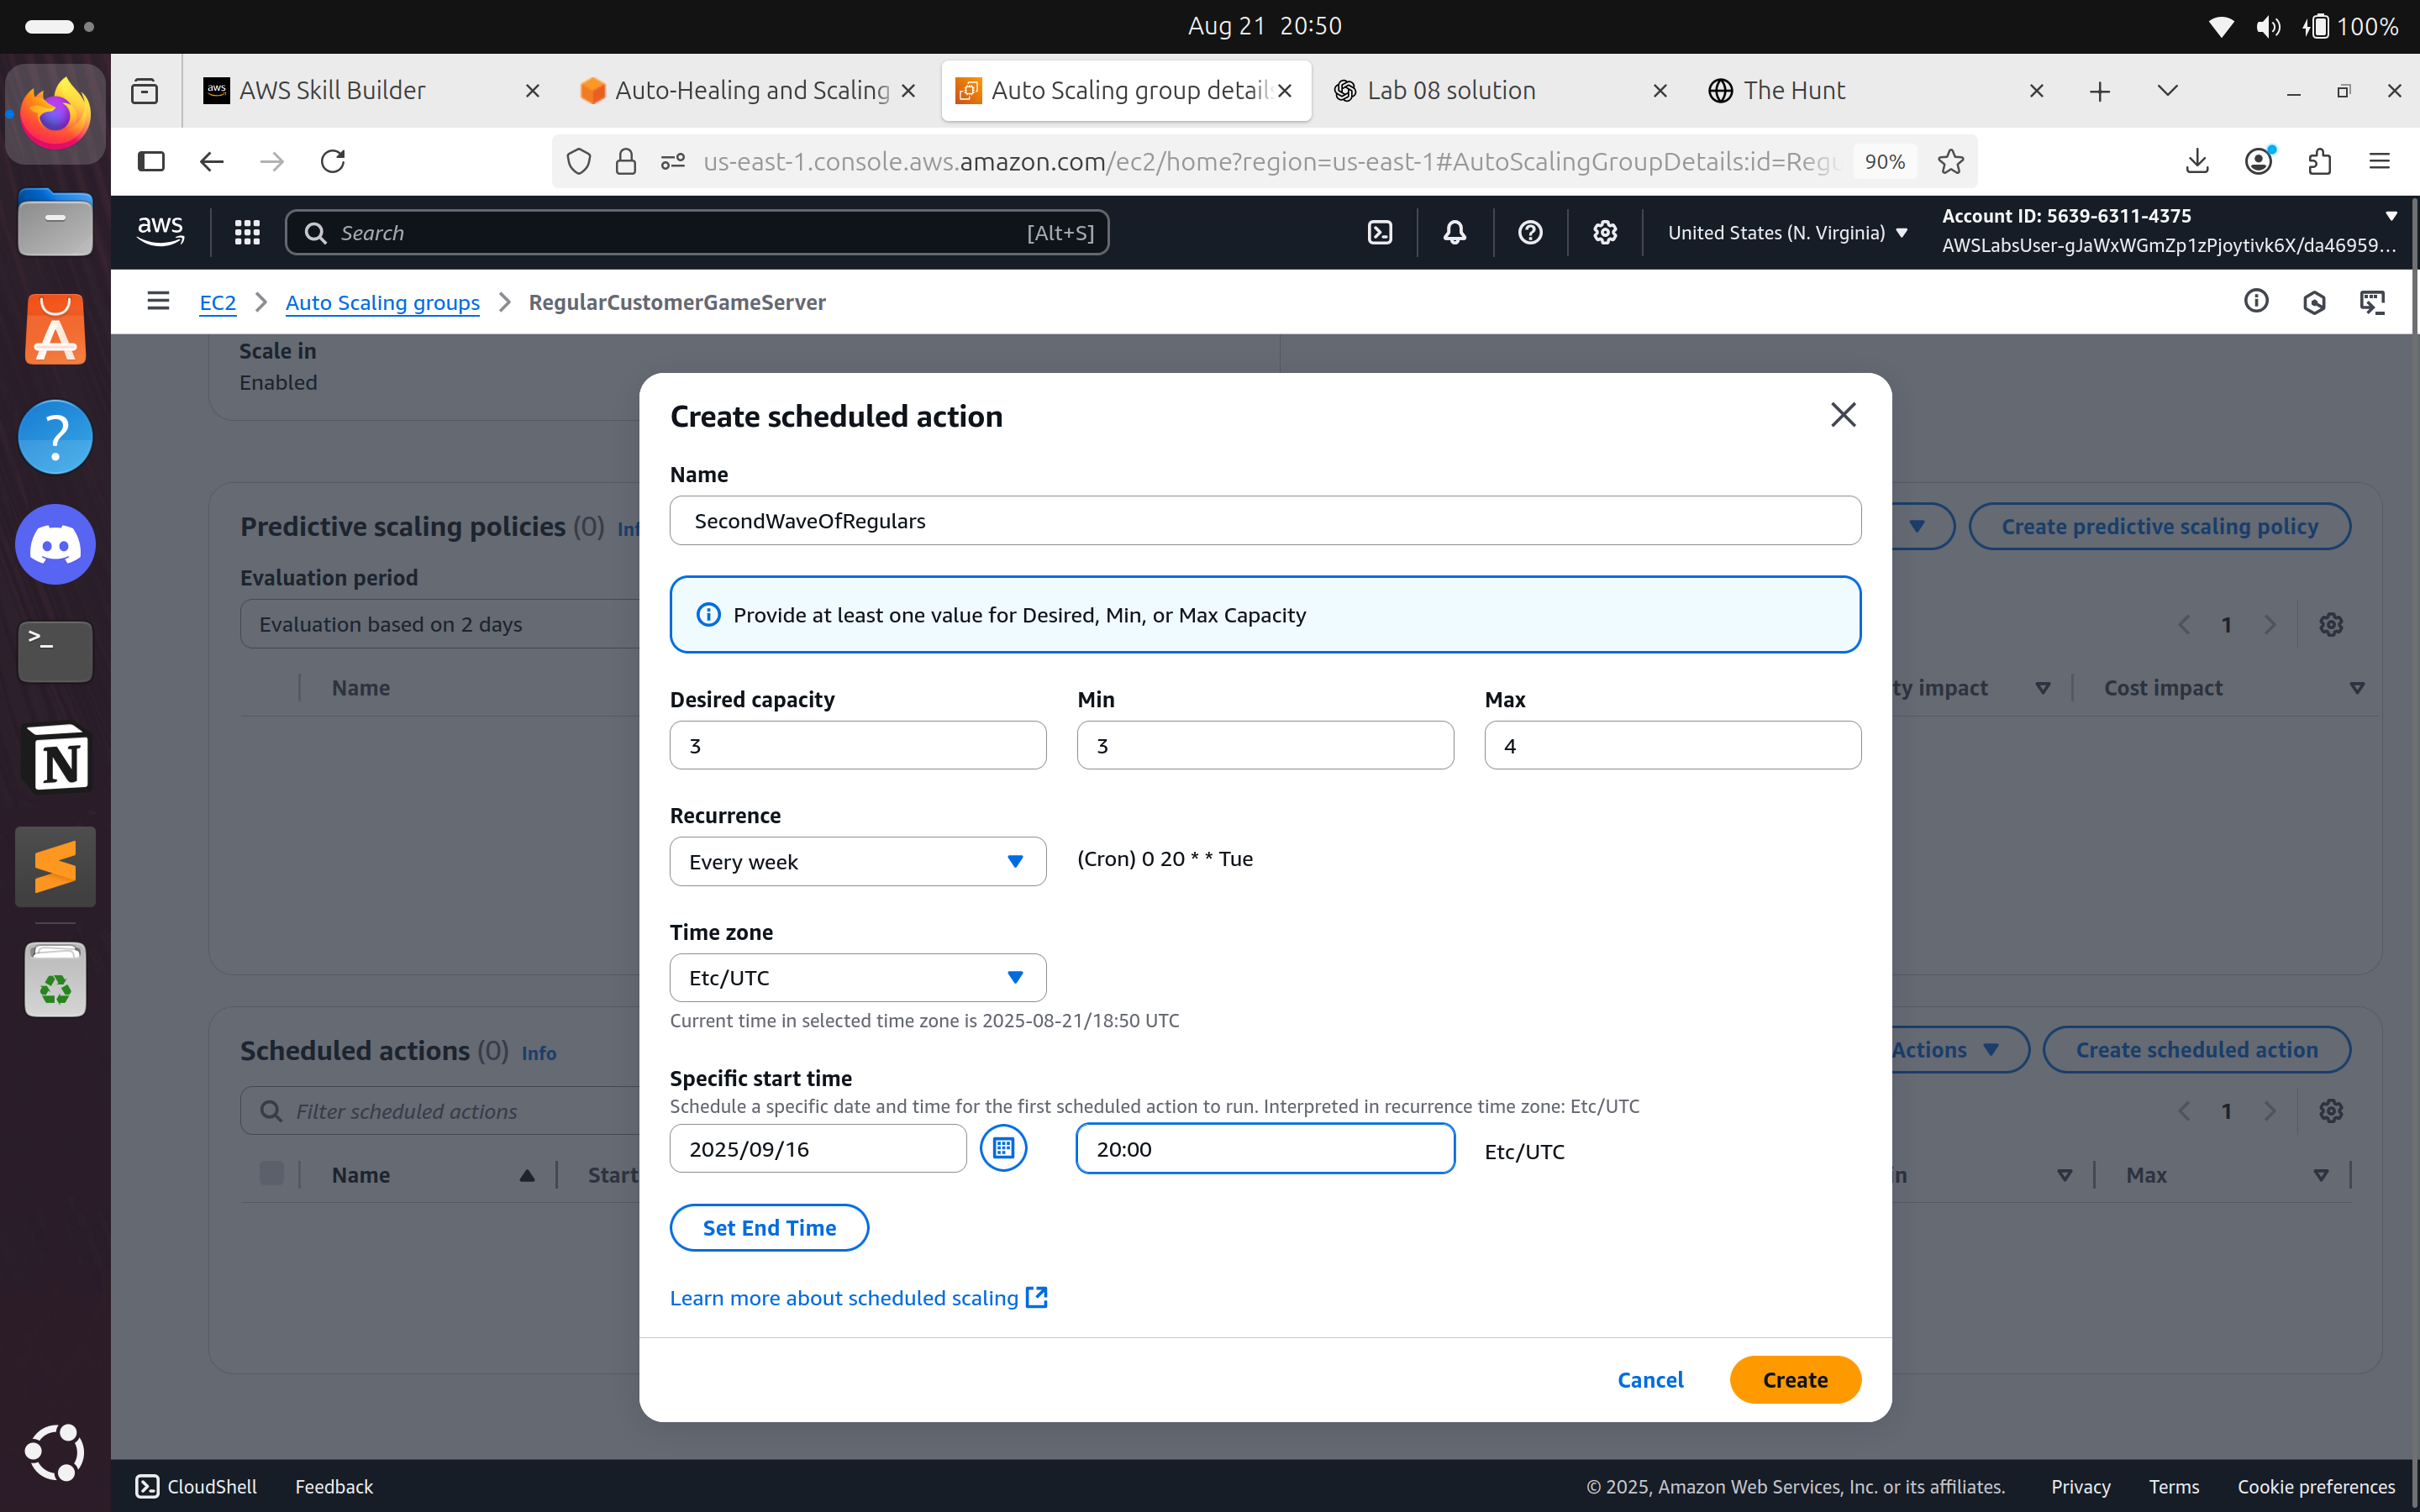 Aug 21 20:50
100%
AWS Skill Builder
Auto-Healing and Scaling
Auto Scaling group detail
Lab 08 solution
The Hunt
us-east-1.console.aws.amazon.com/ec2/home?region=us-east-1#AutoScalingGroupDetails:id=Regu
90%
aws
Search
[Alt+S]
United States (N. Virginia)
Account ID: 5639-6311-4375
AWSLabsUser-gJaWxWGmZp1zPjoytivk6X/da46959...
EC2
Auto Scaling groups
RegularCustomerGameServer
Scale in
Enabled
Create scheduled action
Name
SecondWaveOfRegulars
Predictive scaling policies (0) Inf
Create predictive scaling policy
Evaluation period
Evaluation based on 2 days
1
Name
ty impact
Cost impact
Provide at least one value for Desired, Min, or Max Capacity
Desired capacity
Min
Max
3
3
4
Recurrence
Every week
(Cron) 0 20 * * Tue
Time zone
Etc/UTC
Current time in selected time zone is 2025-08-21/18:50 UTC
Scheduled actions (0) Info
Actions
Create scheduled action
Filter scheduled actions
1
Name
Start
n
Max
Specific start time
Schedule a specific date and time for the first scheduled action to run. Interpreted in recurrence time zone: Etc/UTC
2025/09/16
20:00
Etc/UTC
Set End Time
Learn more about scheduled scaling
Cancel
Create
CloudShell
Feedback
© 2025, Amazon Web Services, Inc. or its affiliates.
Privacy
Terms
Cookie preferences